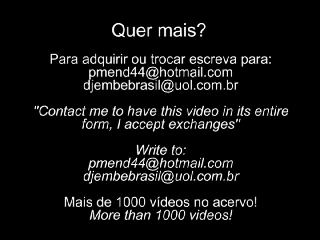 Quer mais?
Para adquirir ou trocar escreva para:
pmend44@hotmail.com
djembebrasil@uol.com.br
"Contact me to have this video in its entire
form, I accept exchanges"
Write to:
pmend44@hotmail.com
djembebrasil@uol.com.br
Mais de 1000 vídeos no acervo!
More than 1000 videos!